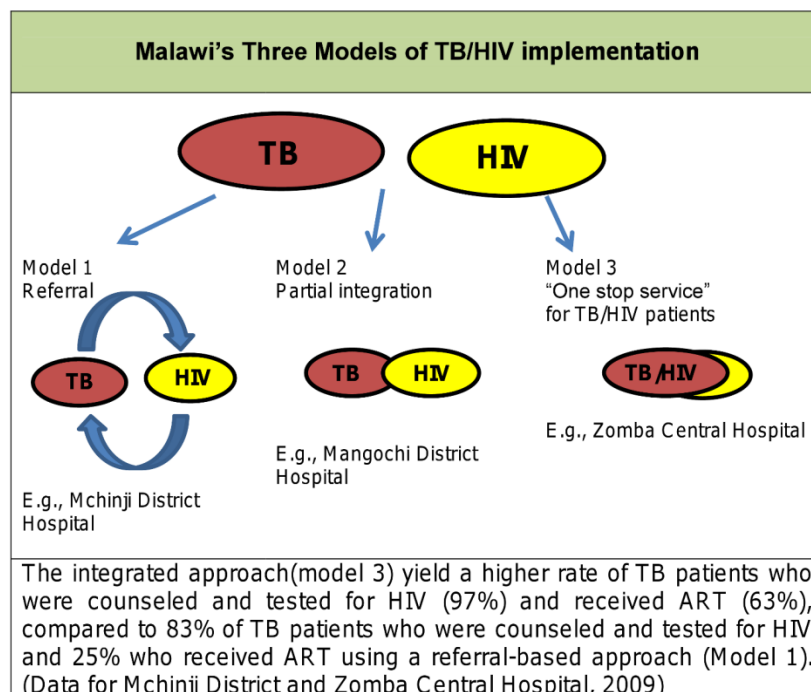 Malawi's Three Models of TB/HIV implementation
TB
HIV
Model 1
Referral
Model 2
Partial integration
Model 3
“One stop service”
for TB/HIV patients
TB
HIV
TB
HIV
TB/HIV
E.g., Mchinji District
Hospital
E.g., Mangochi District
Hospital
E.g., Zomba Central Hospital
The integrated approach(model 3) yield a higher rate of TB patients who
were counseled and tested for HIV (97%) and received ART (63%),
compared to 83% of TB patients who were counseled and tested for HIV
and 25% who received ART using a referral-based approach (Model 1).
(Data for Mchinji District and Zomba Central Hospital, 2009)